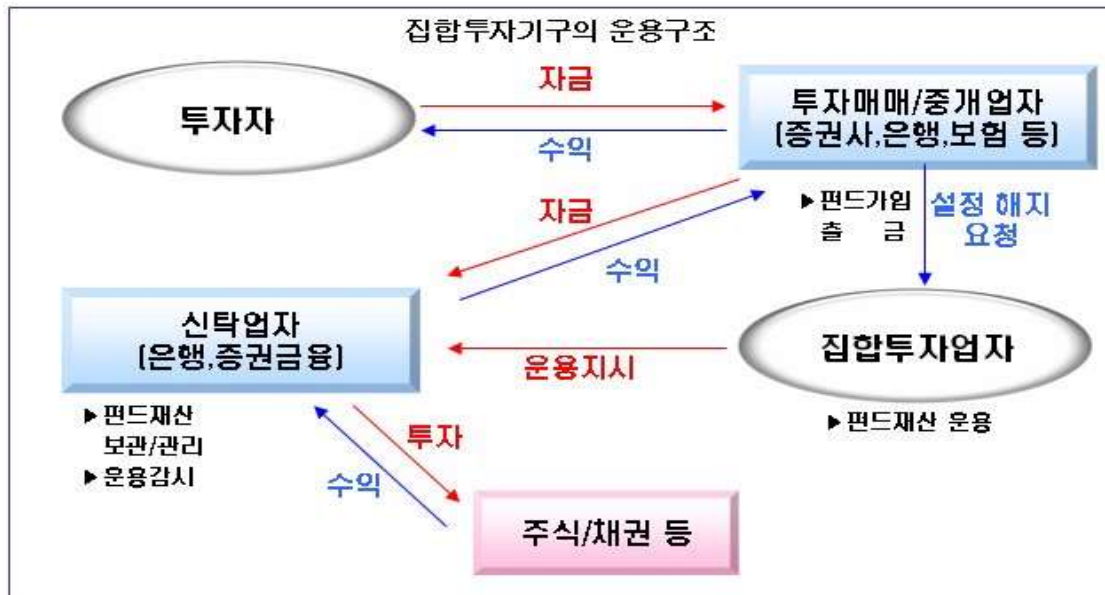 집합투자기구의 운용구조
투자자
자금
수익
투자매매/중개업자
(증권사,은행,보험 등)
자금
수익
▶펀드가입
출 금
설정 해지
요청
신탁업자
(은행,증권금융)
운용지시
집합투자업자
▶펀드재산
보관/관리
▶운용감시
▶펀드재산 운용
투자
수익
주식/채권 등